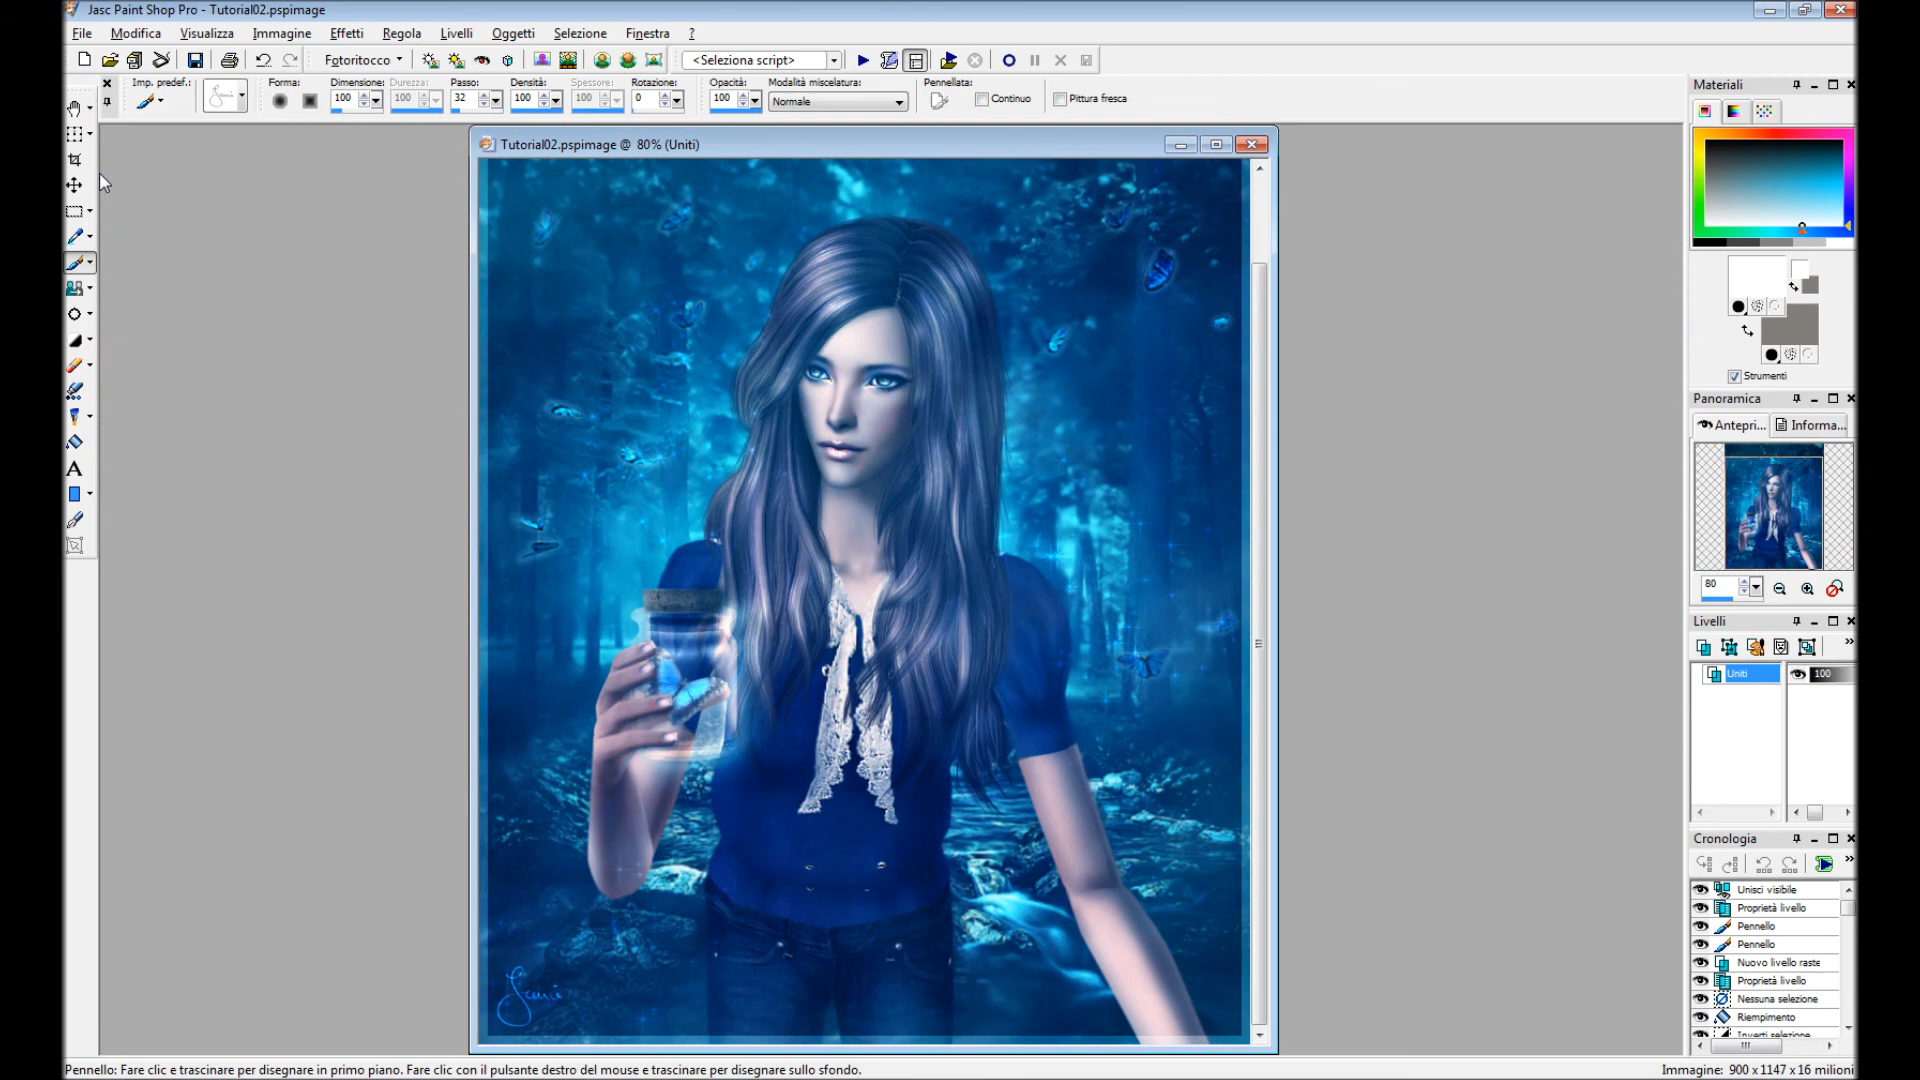 Jasc Paint Shop Pro - Tutorial02.pspimage
File Modifica Visualizza Immagine Effetti Regola Livelli Oggetti Selezione Finestra ?
Fotoritocco <Seleziona script>
Imp. predef.: Forma: Dimensione: Durezza: Passo: Densità: Spessore: Rotazione: Opacità: Modalità miscelatura: Pennellata:
100 100 32 100 100 0 100 Normale Continuo Pittura fresca
Materiali
Tutorial02.pspimage @ 80% (Uniti)
Strumenti
Panoramica
Antepri... Informa...
80
Livelli
Uniti 100
Cronologia
Unisci visibile
Proprietà livello
Pennello
Pennello
Nuovo livello raste
Proprietà livello
Nessuna selezione
Riempimento
Inverti selezione
A
Pennello: Fare clic e trascinare per disegnare in primo piano. Fare clic con il pulsante destro del mouse e trascinare per disegnare sullo sfondo.
Immagine: 900 x 1147 x 16 milioni